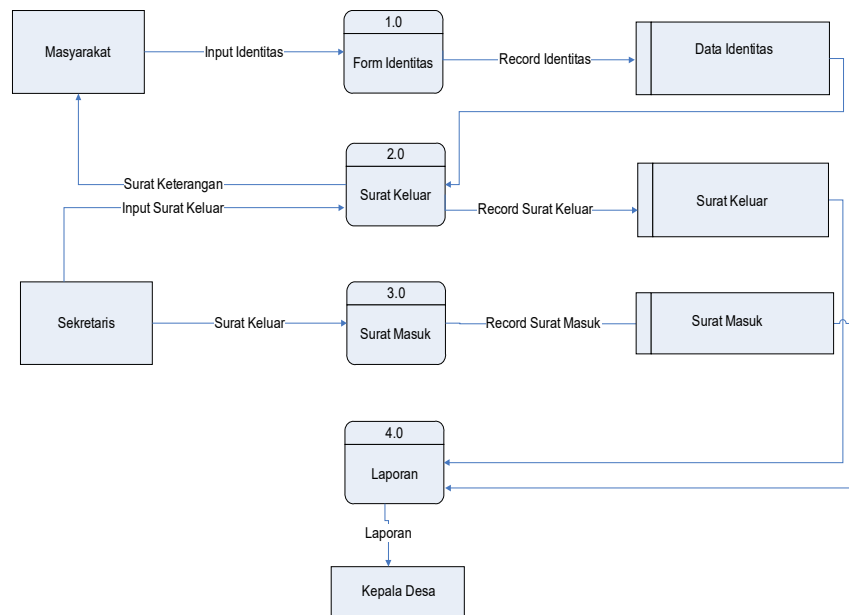 1.0
Masyarakat
Input Identitas
Form Identitas
Record Identitas
Data Identitas
2.0
Surat Keterangan
Input Surat Keluar
Surat Keluar
Record Surat Keluar
Surat Keluar
3.0
Sekretaris
Surat Keluar
Surat Masuk
Record Surat Masuk
Surat Masuk
4.0
Laporan
Laporan
Kepala Desa